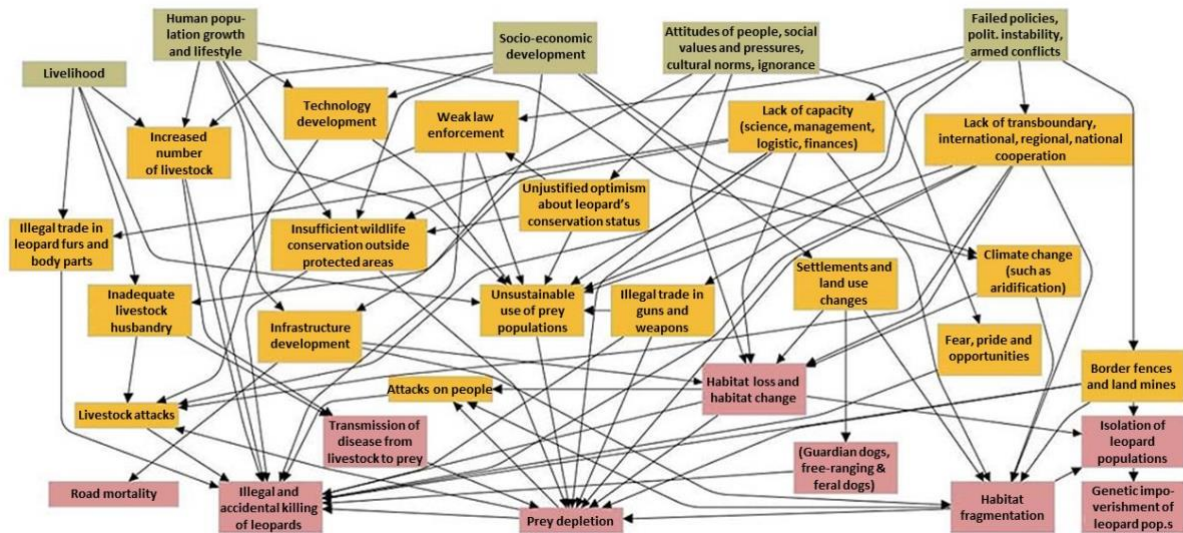 Human popu-
lation growth
and lifestyle
Socio-economic
development
Attitudes of people, social
values and pressures,
cultural norms, ignorance
Failed policies,
polit. instability,
armed conflicts
Livelihood
Technology
development
Weak law
enforcement
Lack of capacity
(science, management,
logistic, finances)
Lack of transboundary,
international, regional, national
cooperation
Increased
number
of livestock
Unjustified optimism
about leopard's
conservation status
Illegal trade in
leopard furs and
body parts
Insufficient wildlife
conservation outside
protected areas
Settlements and
land use
changes
Climate change
(such as
aridification)
Inadequate
livestock
husbandry
Unsustainable
use of prey
populations
Illegal trade in
guns and
weapons
Infrastructure
development
Fear, pride and
opportunities
Border fences
and land mines
Attacks on people
Habitat loss and
habitat change
Livestock attacks
Transmission of
disease from
livestock to prey
Isolation of
leopard
populations
(Guardian dogs,
free-ranging &
feral dogs)
Road mortality
Illegal and
accidental killing
of leopards
Prey depletion
Habitat
fragmentation
Genetic impo-
verishment of
leopard pop.s